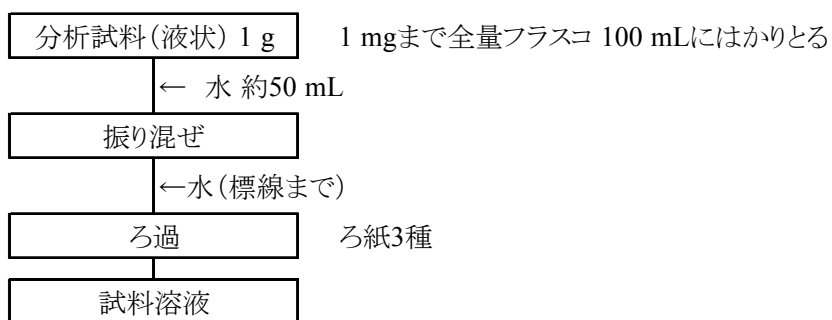 分析試料(液状) 1 g　1 mgまで全量フラスコ 100 mLにはかりとる
← 水 約50 mL
振り混ぜ
←水(標線まで)
ろ過　ろ紙3種
試料溶液